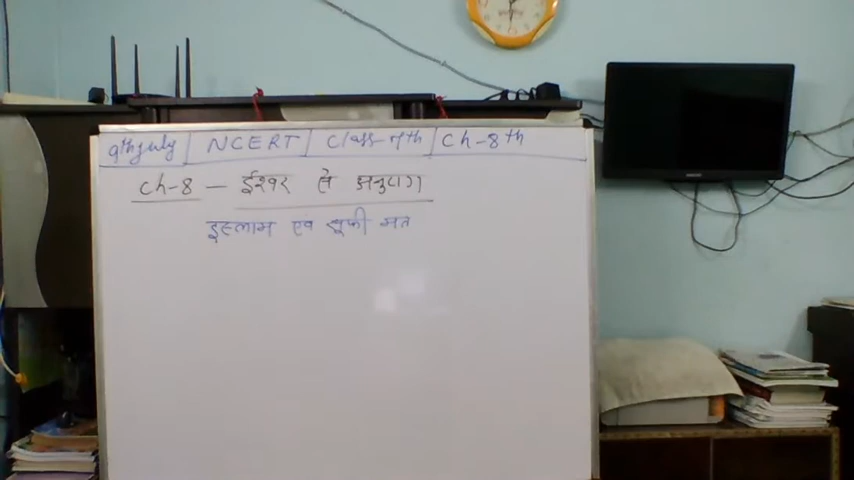 9th july | NCERT | Class-7th | Ch-8th
Ch-8 – ईश्वर से अनुराग
इस्लाम एवं सूफी मत